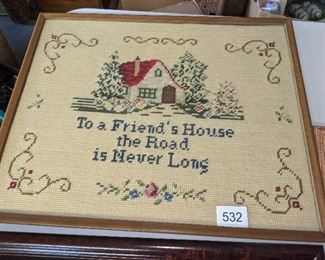 To a Friend's House
the Road
is Never Long
532